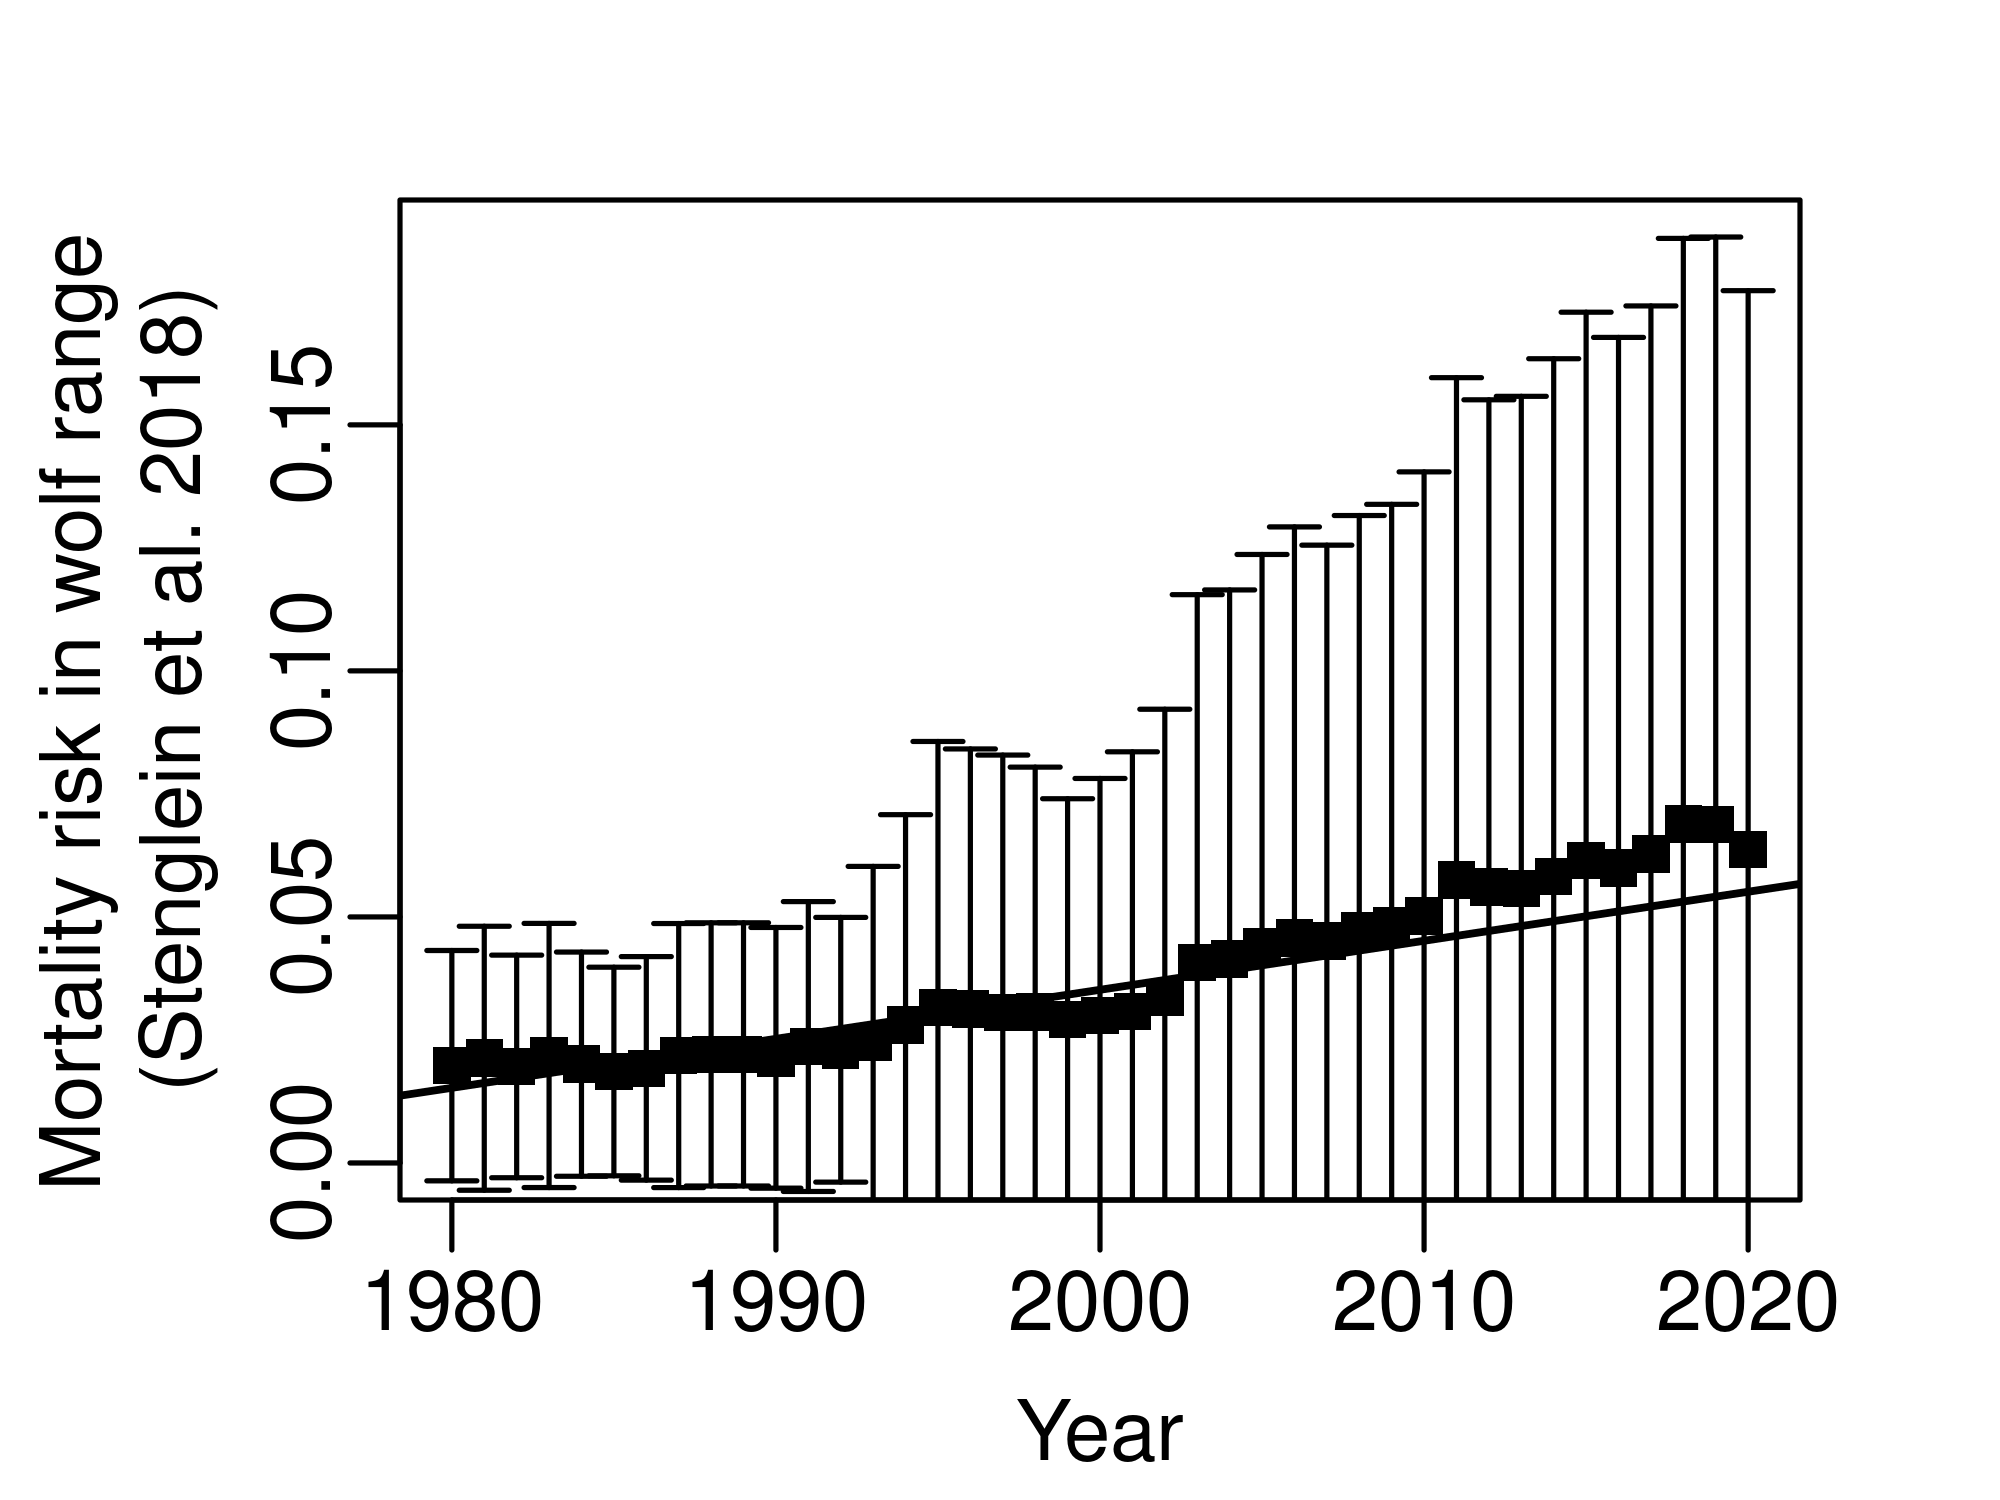 Mortality risk in wolf range
(Stenglein et al. 2018)
0.15
0.10
0.05
0.00
1980 1990 2000 2010 2020
Year